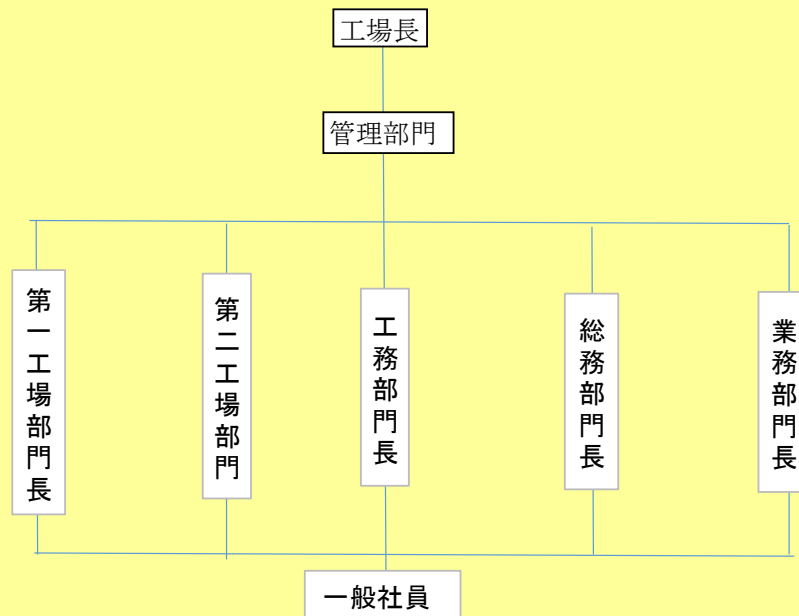 工場長
管理部門
第一工場部門長
第二工場部門
工務部門長
総務部門長
業務部門長
一般社員